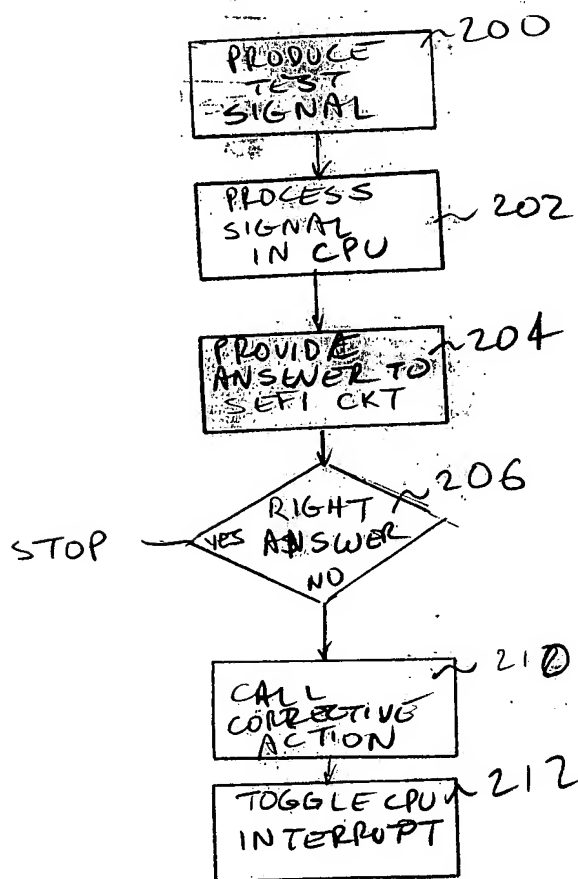 200
PRODUCE
TEST
SIGNAL
PROCESS
SIGNAL
IN CPU
202
PROVIDE
ANSWER TO
SEFI CKT
204
206
RIGHT
ANSWER
YES
STOP
NO
210
CALL
CORRECTIVE
ACTION
212
TOGGLE CPU
INTERRUPT